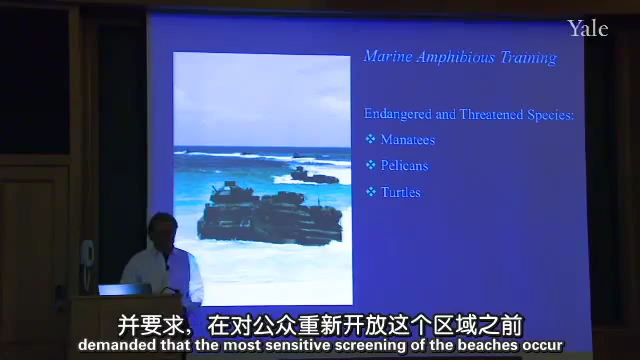 Yale
Marine Amphibious Training
Endangered and Threatened Species:
❖ Manatees
❖ Pelicans
❖ Turtles
并要求，在对公众重新开放这个区域之前
demanded that the most sensitive screening of the beaches occur